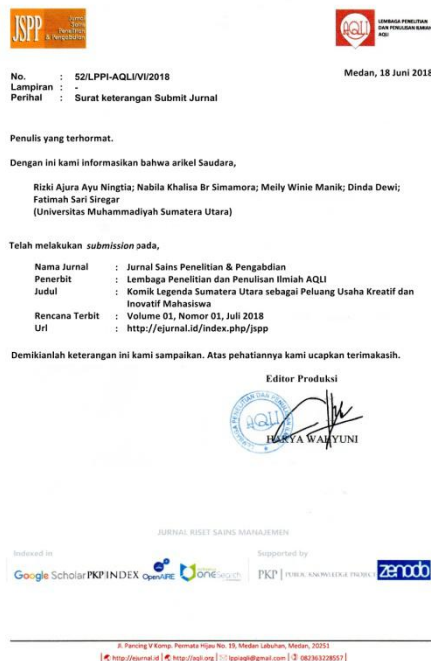 JSPP Jurnal Sains Penelitian & Pengabdian
AQLI LEMBAGA PENELITIAN DAN PENULISAN ILMIAH AQLI
No. : 52/LPPI-AQLI/VI/2018
Medan, 18 Juni 2018
Lampiran : -
Perihal : Surat keterangan Submit Jurnal
Penulis yang terhormat.
Dengan ini kami informasikan bahwa arikel Saudara,
Rizki Ajura Ayu Ningtia; Nabila Khalisa Br Simamora; Meily Winie Manik; Dinda Dewi;
Fatimah Sari Siregar
(Universitas Muhammadiyah Sumatera Utara)
Telah melakukan submission pada,
Nama Jurnal : Jurnal Sains Penelitian & Pengabdian
Penerbit : Lembaga Penelitian dan Penulisan Ilmiah AQLI
Judul : Komik Legenda Sumatera Utara sebagai Peluang Usaha Kreatif dan
Inovatif Mahasiswa
Rencana Terbit : Volume 01, Nomor 01, Juli 2018
Url : http://ejurnal.id/index.php/jspp
Demikianlah keterangan ini kami sampaikan. Atas pehatiannya kami ucapkan terimakasih.
Editor Produksi
AQLI
HARYA WAHYUNI
JURNAL RISET SAINS MANAJEMEN
Indexed in
Supported by
Google Scholar PKP INDEX OpenAIRE OneSearch PKP | PUBLIC KNOWLEDGE PROJECT zenodo
Jl. Pancing V Komp. Permata Hijau No. 19, Medan Labuhan, Medan, 20251
| http://ejurnal.id | http://aqli.org | lppiaqli@gmail.com | 082363228557 |